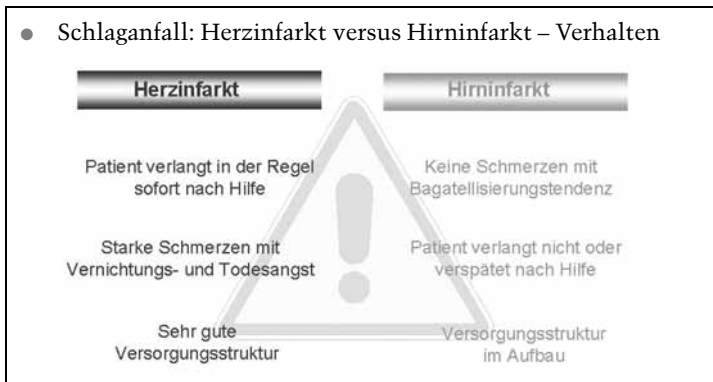 ● Schlaganfall: Herzinfarkt versus Hirninfarkt – Verhalten
Herzinfarkt
Hirninfarkt
Patient verlangt in der Regel
sofort nach Hilfe
Keine Schmerzen mit
Bagatellisierungstendenz
Starke Schmerzen mit
Vernichtungs- und Todesangst
Patient verlangt nicht oder
verspätet nach Hilfe
Sehr gute
Versorgungsstruktur
Versorgungsstruktur
im Aufbau